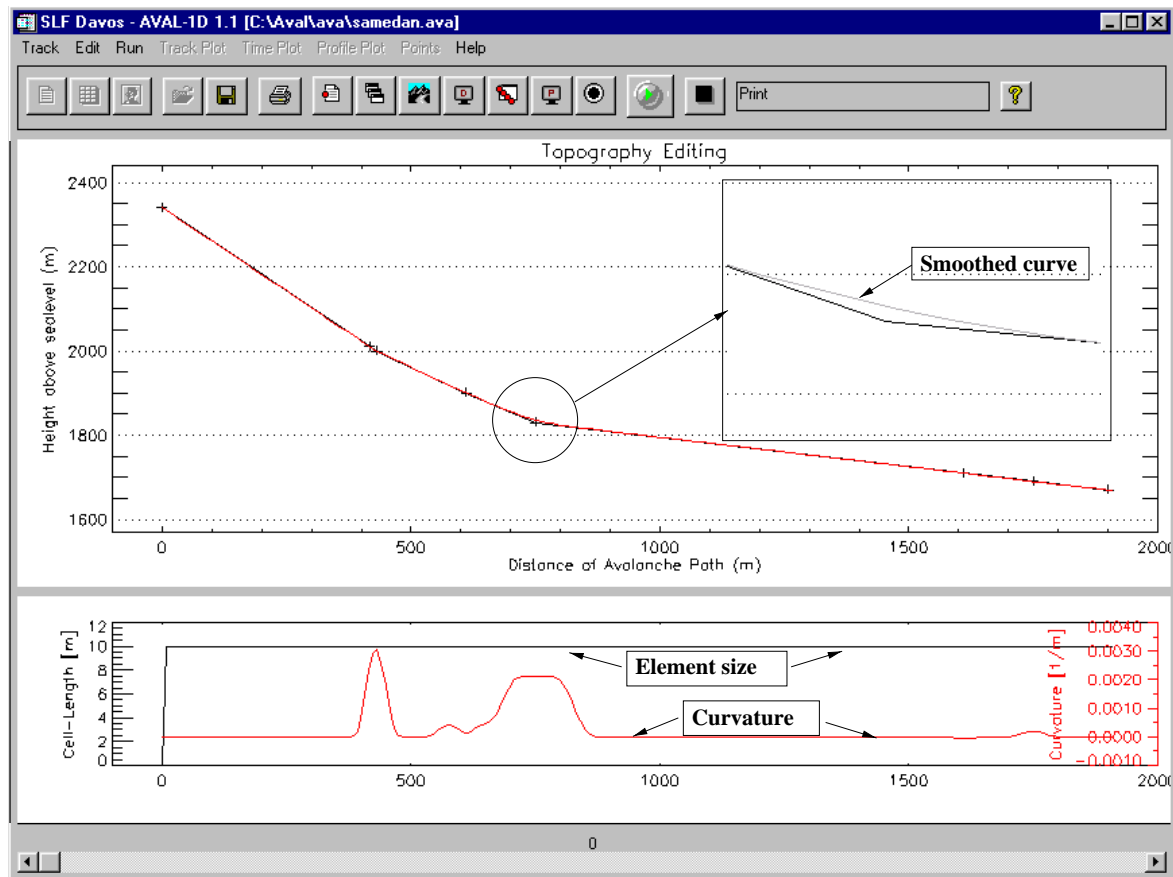 SLF Davos - AVAL-1D 1.1 [C:\Aval\ava\samedan.ava]
Track Edit Run Track Plot Time Plot Profile Plot Points Help
D P Print ?
Topography Editing
Height above sealevel (m)
2400
2200
2000
1800
1600
Smoothed curve
0 500 1000 1500 2000
Distance of Avalanche Path (m)
Cell-Length [m]
12
10
8
6
4
2
0
Element size
Curvature
Curvature [1/m]
0.0040
0.0030
0.0020
0.0010
0.0000
-0.0010
0 500 1000 1500 2000
0